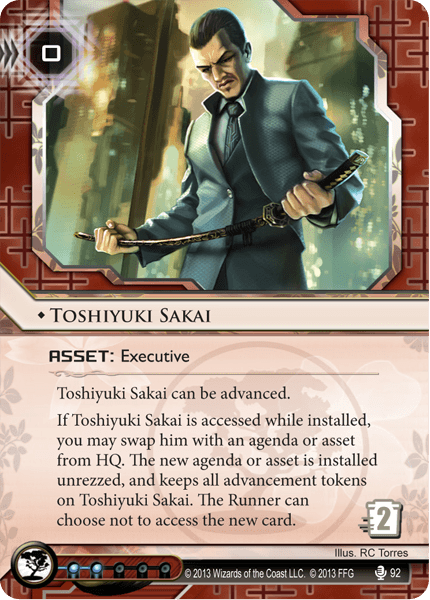 0
• TOSHIYUKI SAKAI
ASSET: Executive
Toshiyuki Sakai can be advanced.
If Toshiyuki Sakai is accessed while installed,
you may swap him with an agenda or asset
from HQ. The new agenda or asset is installed
unrezzed, and keeps all advancement tokens
on Toshiyuki Sakai. The Runner can
choose not to access the new card.
2
Illus. RC Torres
© 2013 Wizards of the Coast LLC. © 2013 FFG
92